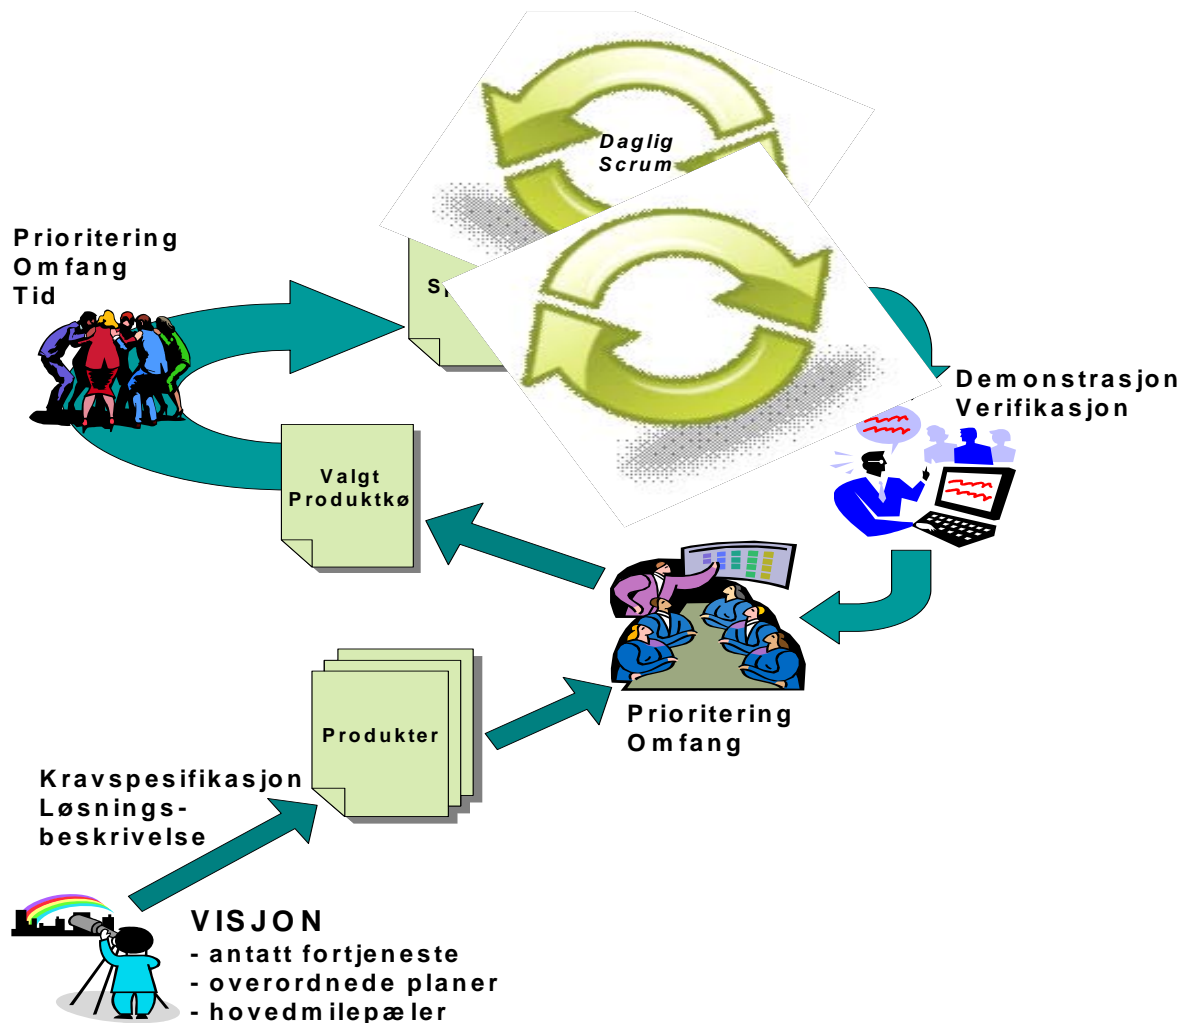 Daglig
Scrum
Prioritering
Omfang
Tid
Demonstrasjon
Verifikasjon
Valgt
Produktkø
Produkter
Prioritering
Omfang
Kravspesifikasjon
Løsnings-
beskrivelse
VISJON
- antatt fortjeneste
- overordnede planer
- hovedmilepæler